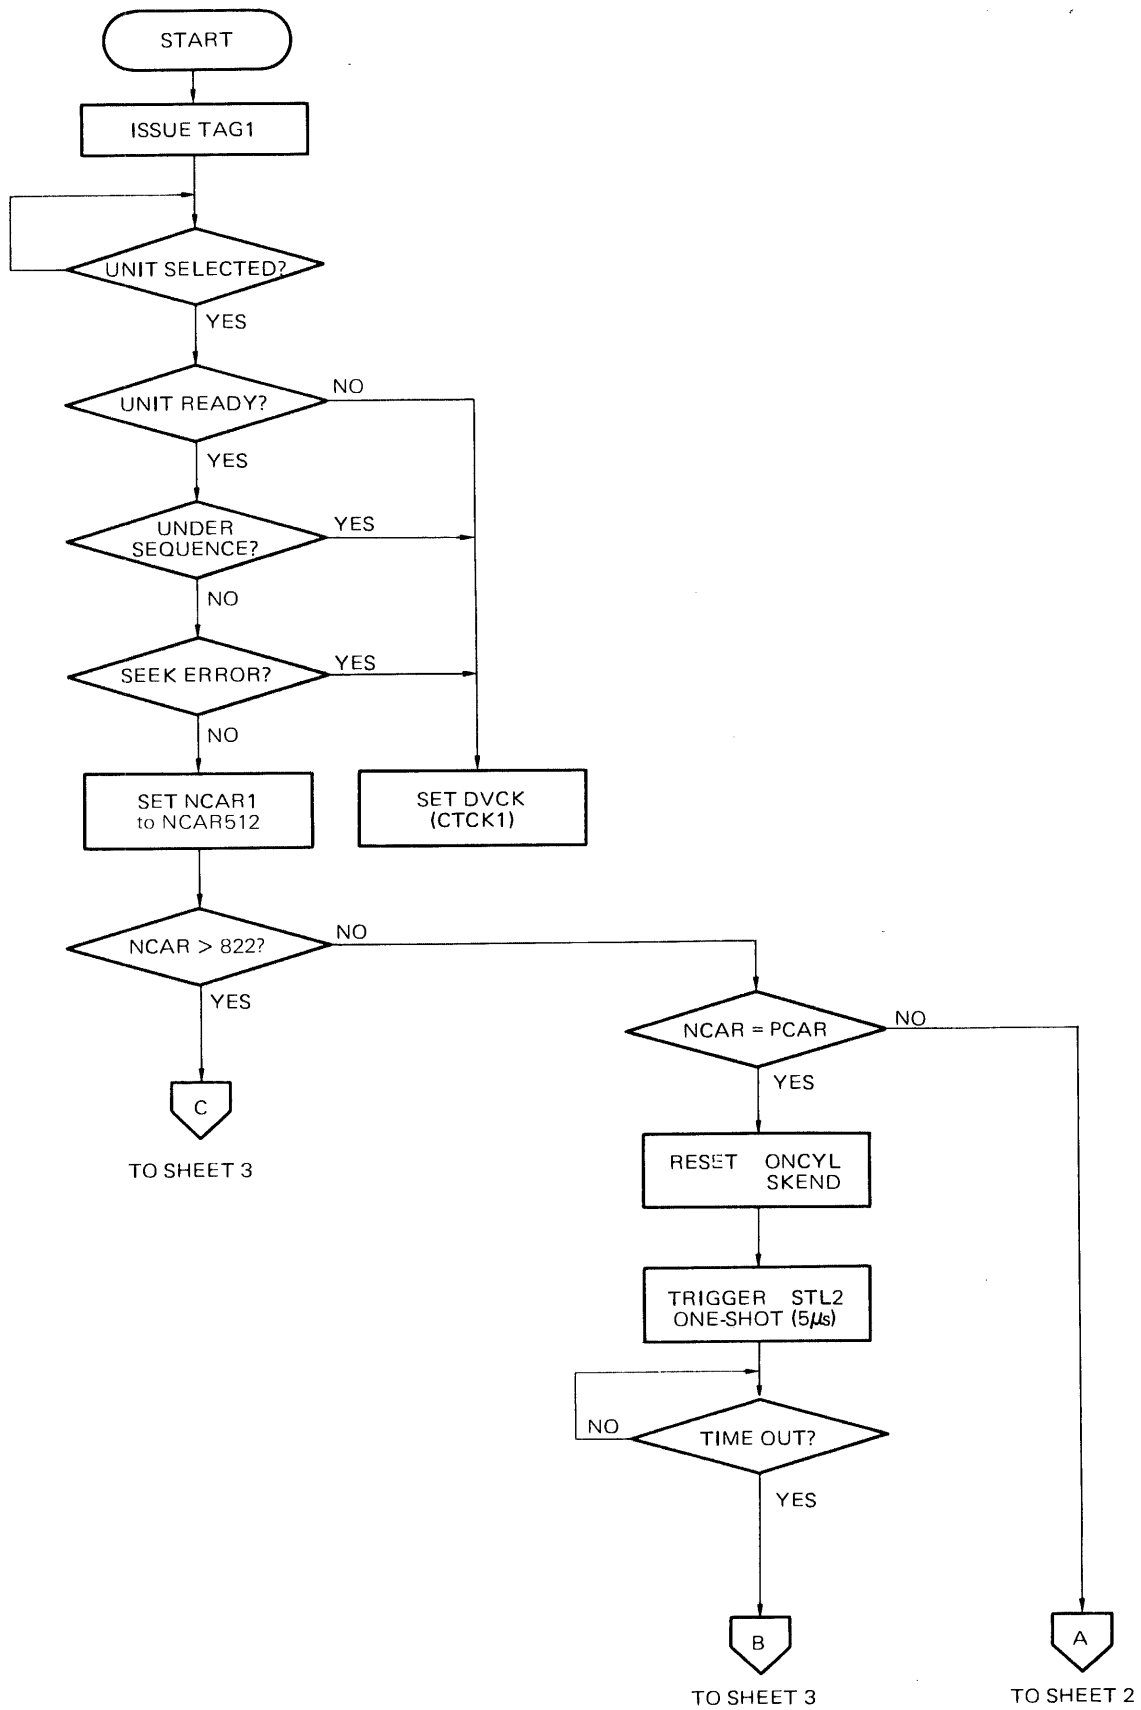 START
ISSUE TAG1
UNIT SELECTED?
YES
UNIT READY?
NO
YES
UNDER
SEQUENCE?
YES
NO
SEEK ERROR?
YES
NO
SET NCAR1
to NCAR512
SET DVCK
(CTCK1)
NCAR > 822?
NO
YES
C
TO SHEET 3
NCAR = PCAR
NO
YES
RESET ONCYL
SKEND
TRIGGER STL2
ONE-SHOT (5μs)
TIME OUT?
NO
YES
B
TO SHEET 3
A
TO SHEET 2